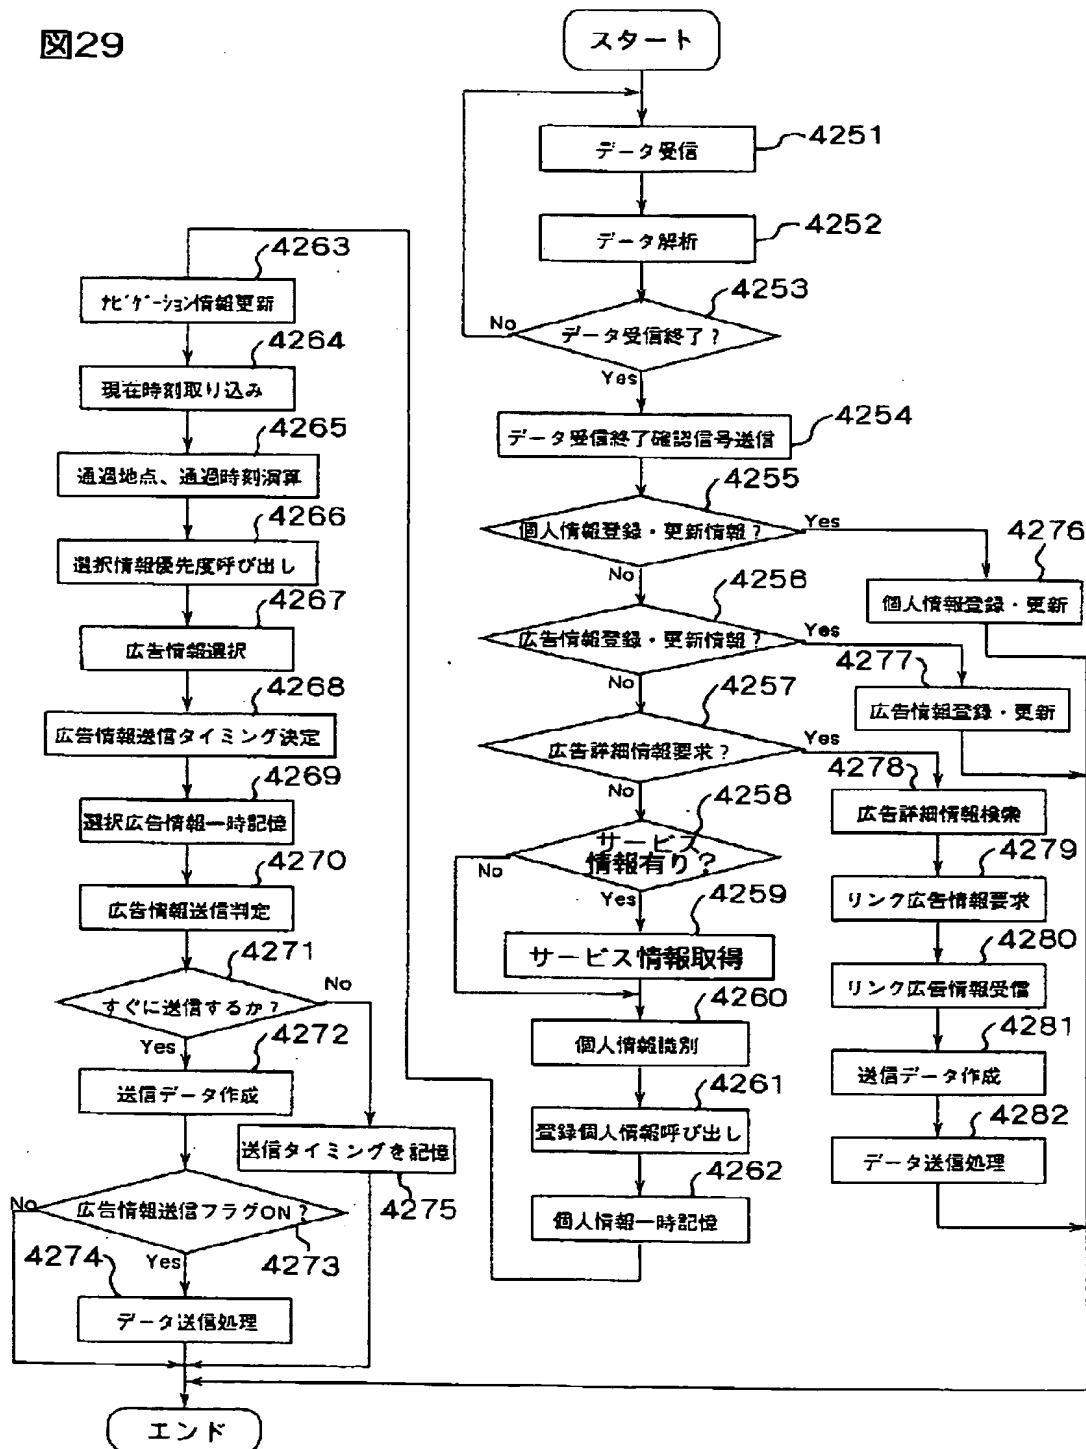 図29
スタート
データ受信
4251
データ解析
4252
データ受信終了?
4253
No
Yes
データ受信終了確認信号送信
4254
個人情報登録・更新情報?
4255
Yes
No
個人情報登録・更新
4276
広告情報登録・更新情報?
4256
Yes
No
広告情報登録・更新
4277
広告詳細情報要求?
4257
Yes
No
サービス
情報有り?
4258
No
Yes
サービス情報取得
4259
個人情報識別
4260
登録個人情報呼び出し
4261
個人情報一時記憶
4262
広告詳細情報検索
4278
リンク広告情報要求
4279
リンク広告情報受信
4280
送信データ作成
4281
データ送信処理
4282
ナビゲーション情報更新
4263
現在時刻取り込み
4264
通過地点、通過時刻演算
4265
選択情報優先度呼び出し
4266
広告情報選択
4267
広告情報送信タイミング決定
4268
選択広告情報一時記憶
4269
広告情報送信判定
4270
すぐに送信するか?
4271
No
Yes
送信データ作成
4272
送信タイミングを記憶
4275
広告情報送信フラグON?
4273
No
Yes
データ送信処理
4274
エンド